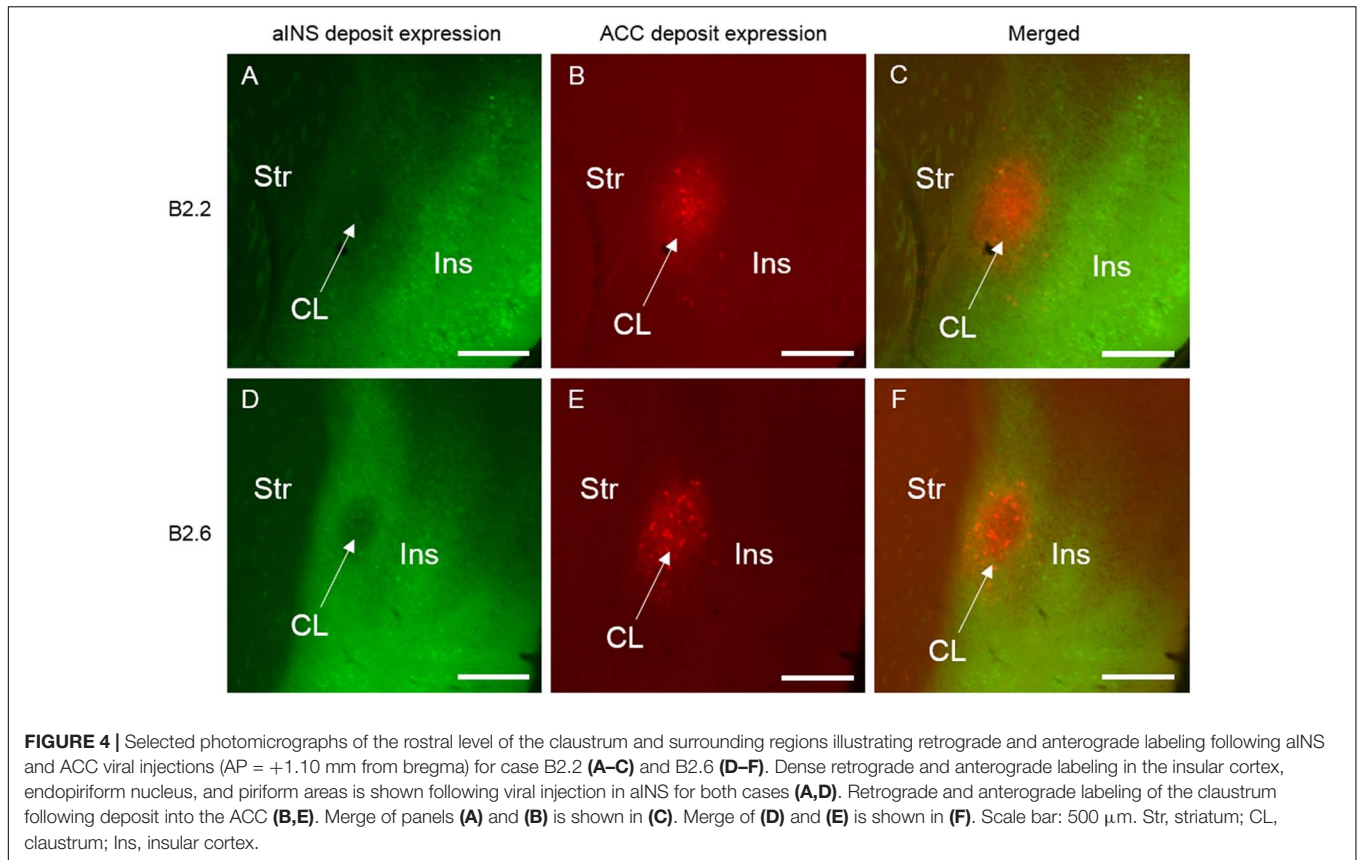 aINS deposit expression
ACC deposit expression
Merged
B2.2
A
Str
CL
Ins
B
Str
CL
Ins
C
Str
CL
Ins
B2.6
D
Str
CL
Ins
E
Str
CL
Ins
F
Str
CL
Ins
FIGURE 4 | Selected photomicrographs of the rostral level of the claustrum and surrounding regions illustrating retrograde and anterograde labeling following aINS
and ACC viral injections (AP = +1.10 mm from bregma) for case B2.2 (A–C) and B2.6 (D–F). Dense retrograde and anterograde labeling in the insular cortex,
endopiriform nucleus, and piriform areas is shown following viral injection in aINS for both cases (A,D). Retrograde and anterograde labeling of the claustrum
following deposit into the ACC (B,E). Merge of panels (A) and (B) is shown in (C). Merge of (D) and (E) is shown in (F). Scale bar: 500 μm. Str, striatum; CL,
claustrum; Ins, insular cortex.